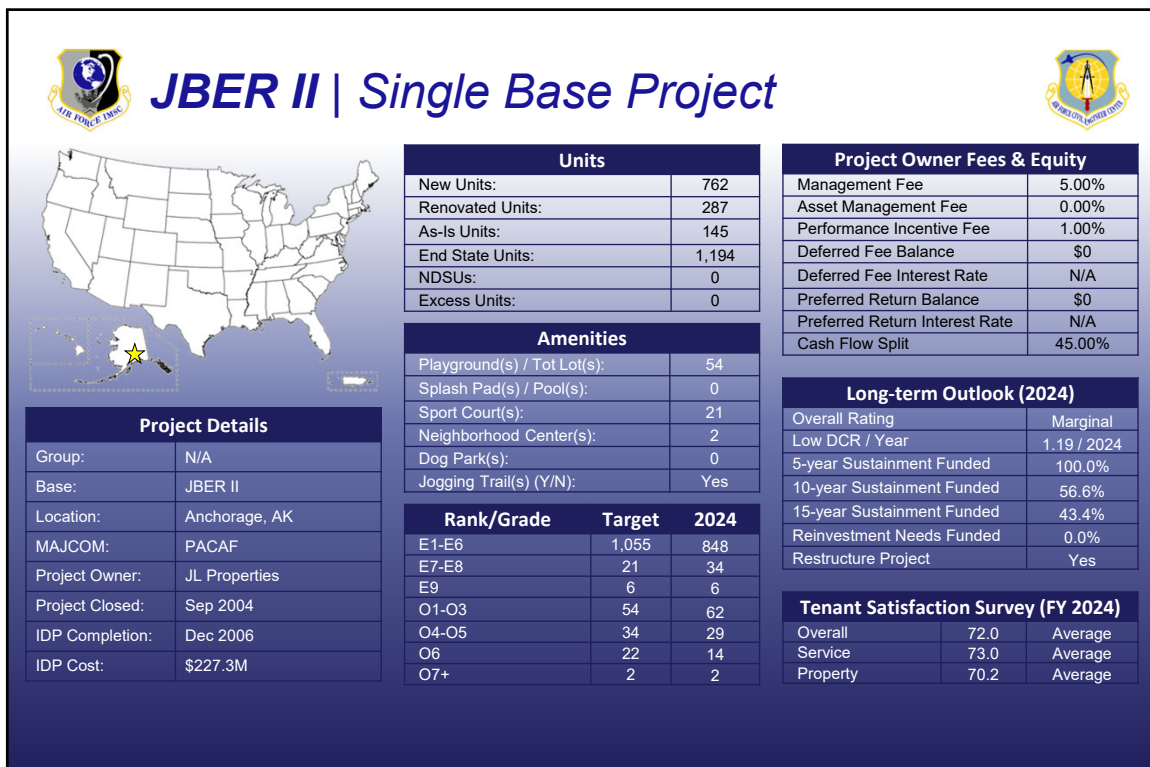 JBER II | Single Base Project
AIR FORCE IMSC
AIR FORCE CIVIL ENGINEER CENTER
Project Details
Group: N/A
Base: JBER II
Location: Anchorage, AK
MAJCOM: PACAF
Project Owner: JL Properties
Project Closed: Sep 2004
IDP Completion: Dec 2006
IDP Cost: $227.3M
Units
New Units: 762
Renovated Units: 287
As-Is Units: 145
End State Units: 1,194
NDSUs: 0
Excess Units: 0
Amenities
Playground(s) / Tot Lot(s): 54
Splash Pad(s) / Pool(s): 0
Sport Court(s): 21
Neighborhood Center(s): 2
Dog Park(s): 0
Jogging Trail(s) (Y/N): Yes
Rank/Grade Target 2024
E1-E6 1,055 848
E7-E8 21 34
E9 6 6
O1-O3 54 62
O4-O5 34 29
O6 22 14
O7+ 2 2
Project Owner Fees & Equity
Management Fee 5.00%
Asset Management Fee 0.00%
Performance Incentive Fee 1.00%
Deferred Fee Balance $0
Deferred Fee Interest Rate N/A
Preferred Return Balance $0
Preferred Return Interest Rate N/A
Cash Flow Split 45.00%
Long-term Outlook (2024)
Overall Rating Marginal
Low DCR / Year 1.19 / 2024
5-year Sustainment Funded 100.0%
10-year Sustainment Funded 56.6%
15-year Sustainment Funded 43.4%
Reinvestment Needs Funded 0.0%
Restructure Project Yes
Tenant Satisfaction Survey (FY 2024)
Overall 72.0 Average
Service 73.0 Average
Property 70.2 Average